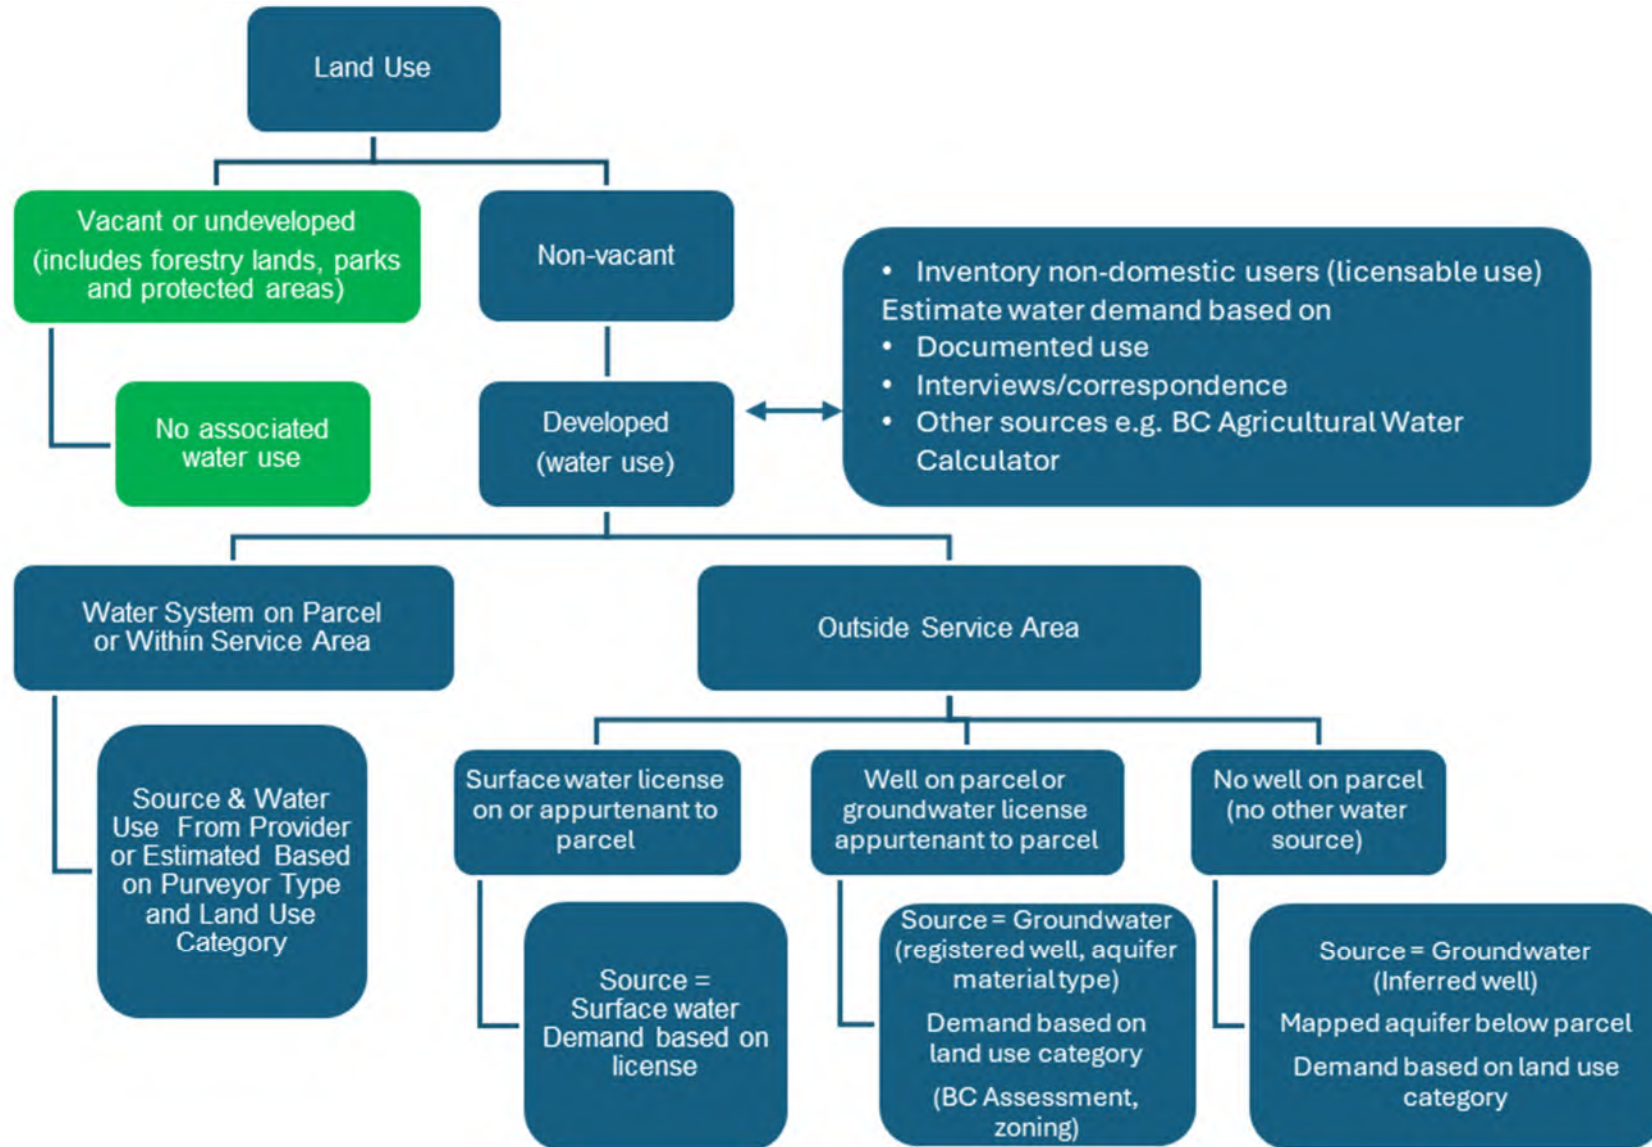 Land Use
Vacant or undeveloped
(includes forestry lands, parks
and protected areas)
Non-vacant
• Inventory non-domestic users (licensable use)
Estimate water demand based on
• Documented use
• Interviews/correspondence
• Other sources e.g. BC Agricultural Water
Calculator
No associated
water use
Developed
(water use)
Water System on Parcel
or Within Service Area
Outside Service Area
Source & Water
Use From Provider
or Estimated Based
on Purveyor Type
and Land Use
Category
Surface water license
on or appurtenant to
parcel
Well on parcel or
groundwater license
appurtenant to parcel
No well on parcel
(no other water
source)
Source =
Surface water
Demand based on
license
Source = Groundwater
(registered well, aquifer
material type)
Demand based on
land use category
(BC Assessment,
zoning)
Source = Groundwater
(Inferred well)
Mapped aquifer below parcel
Demand based on land use
category